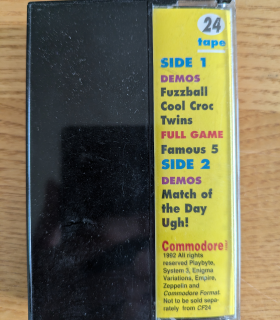 24
tape
SIDE 1
DEMOS
Fuzzball
Cool Croc
Twins
FULL GAME
Famous 5
SIDE 2
DEMOS
Match of
the Day
Ugh!
Commodore!
1992 All rights
reserved Playbyte,
System 3, Enigma
Variations, Empire,
Zeppelin and
Commodore Format.
Not to be sold sepa-
rately from CF24